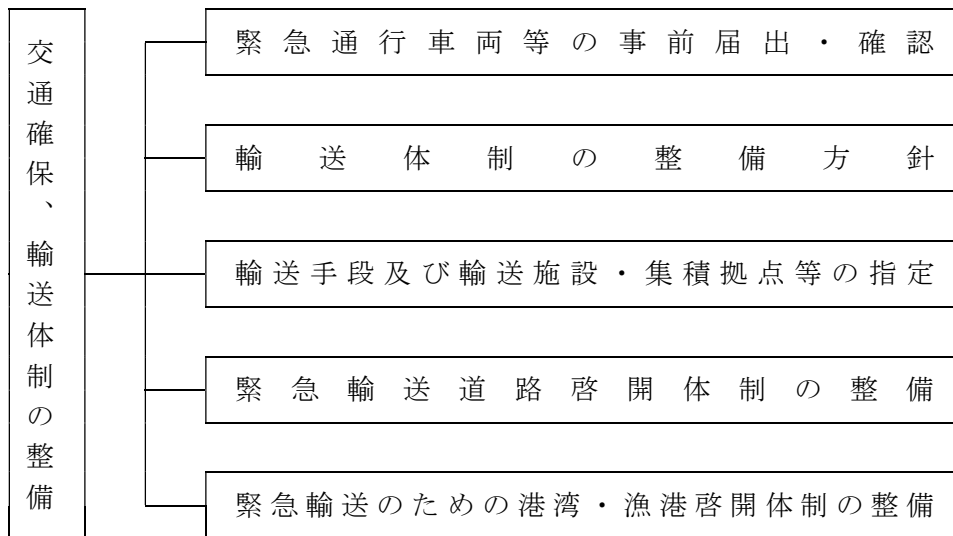 交通確保、輸送体制の整備
緊急通行車両等の事前届出・確認
輸送体制の整備方針
輸送手段及び輸送施設・集積拠点等の指定
緊急輸送道路啓開体制の整備
緊急輸送のための港湾・漁港啓開体制の整備